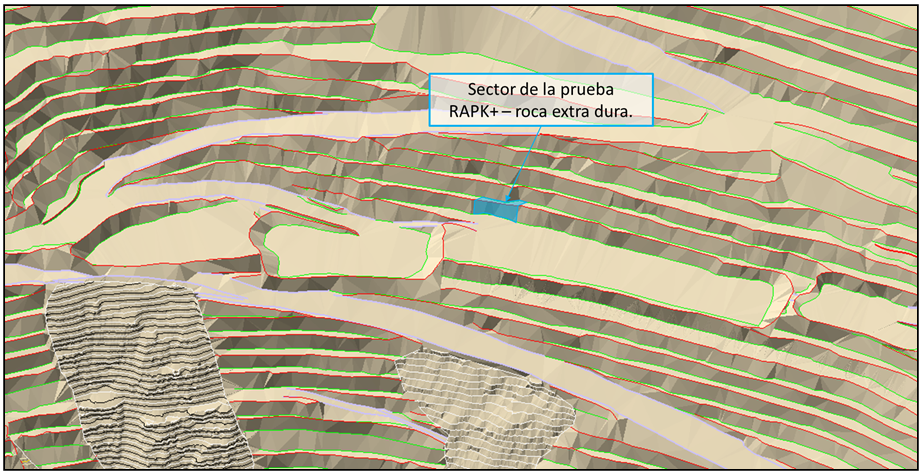 Sector de la prueba
RAPK+ – roca extra dura.